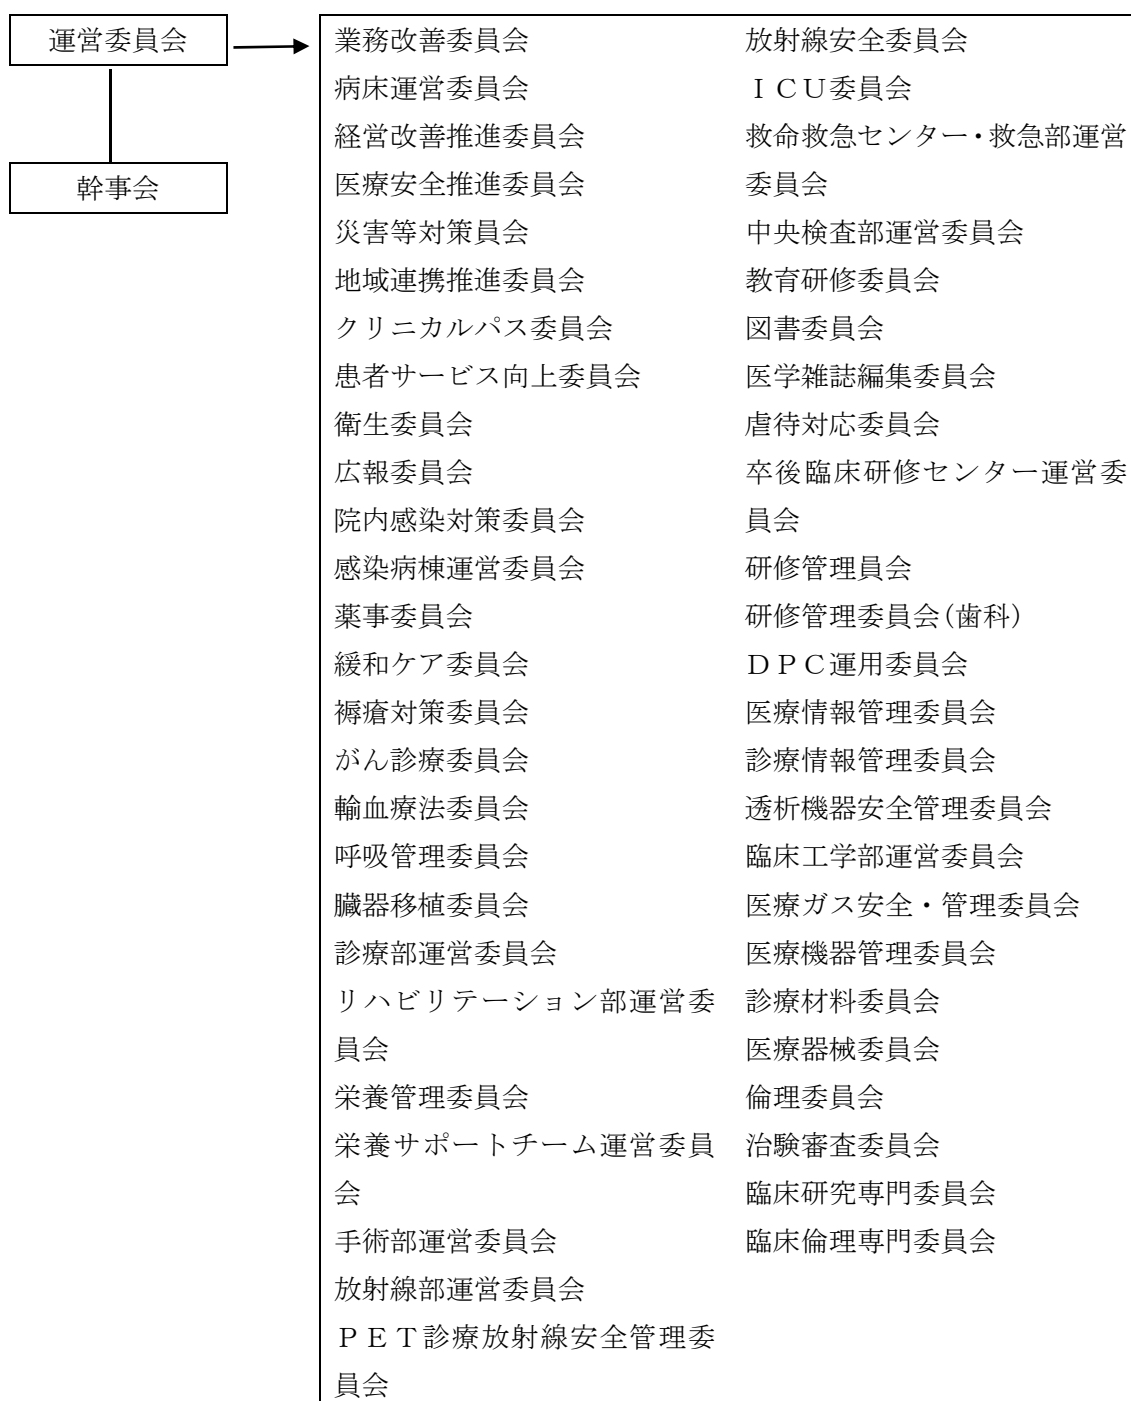 運営委員会
幹事会
業務改善委員会
病床運営委員会
経営改善推進委員会
医療安全推進委員会
災害等対策員会
地域連携推進委員会
クリニカルパス委員会
患者サービス向上委員会
衛生委員会
広報委員会
院内感染対策委員会
感染病棟運営委員会
薬事委員会
緩和ケア委員会
褥瘡対策委員会
がん診療委員会
輸血療法委員会
呼吸管理委員会
臓器移植委員会
診療部運営委員会
リハビリテーション部運営委
員会
栄養管理委員会
栄養サポートチーム運営委員
会
手術部運営委員会
放射線部運営委員会
ＰＥＴ診療放射線安全管理委
員会
放射線安全委員会
ＩＣＵ委員会
救命救急センター・救急部運営
委員会
中央検査部運営委員会
教育研修委員会
図書委員会
医学雑誌編集委員会
虐待対応委員会
卒後臨床研修センター運営委
員会
研修管理員会
研修管理委員会(歯科)
ＤＰＣ運用委員会
医療情報管理委員会
診療情報管理委員会
透析機器安全管理委員会
臨床工学部運営委員会
医療ガス安全・管理委員会
医療機器管理委員会
診療材料委員会
医療器械委員会
倫理委員会
治験審査委員会
臨床研究専門委員会
臨床倫理専門委員会